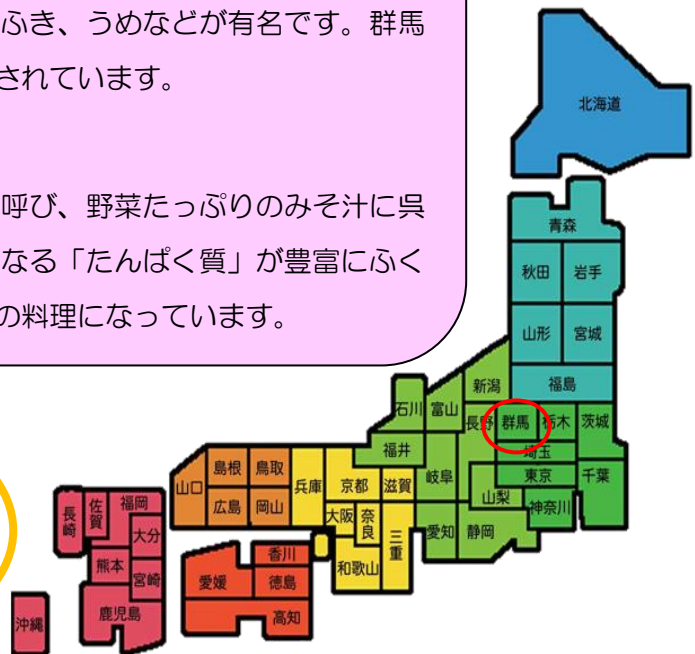 ふき、うめなどが有名です。群馬
されています。
呼び、野菜たっぷりのみそ汁に呉
なる「たんぱく質」が豊富にふく
の料理になっています。
北海道
青森
秋田 岩手
山形 宮城
福島
新潟
石川 富山 長野 群馬 栃木 茨城
福井 岐阜 埼玉
山梨 東京 千葉
神奈川
愛知 静岡
山口 島根 鳥取 兵庫 京都 滋賀
広島 岡山 大阪 奈良 三重
和歌山
香川
愛媛 徳島
高知
長崎 佐賀 福岡
大分
熊本 宮崎
鹿児島
沖縄